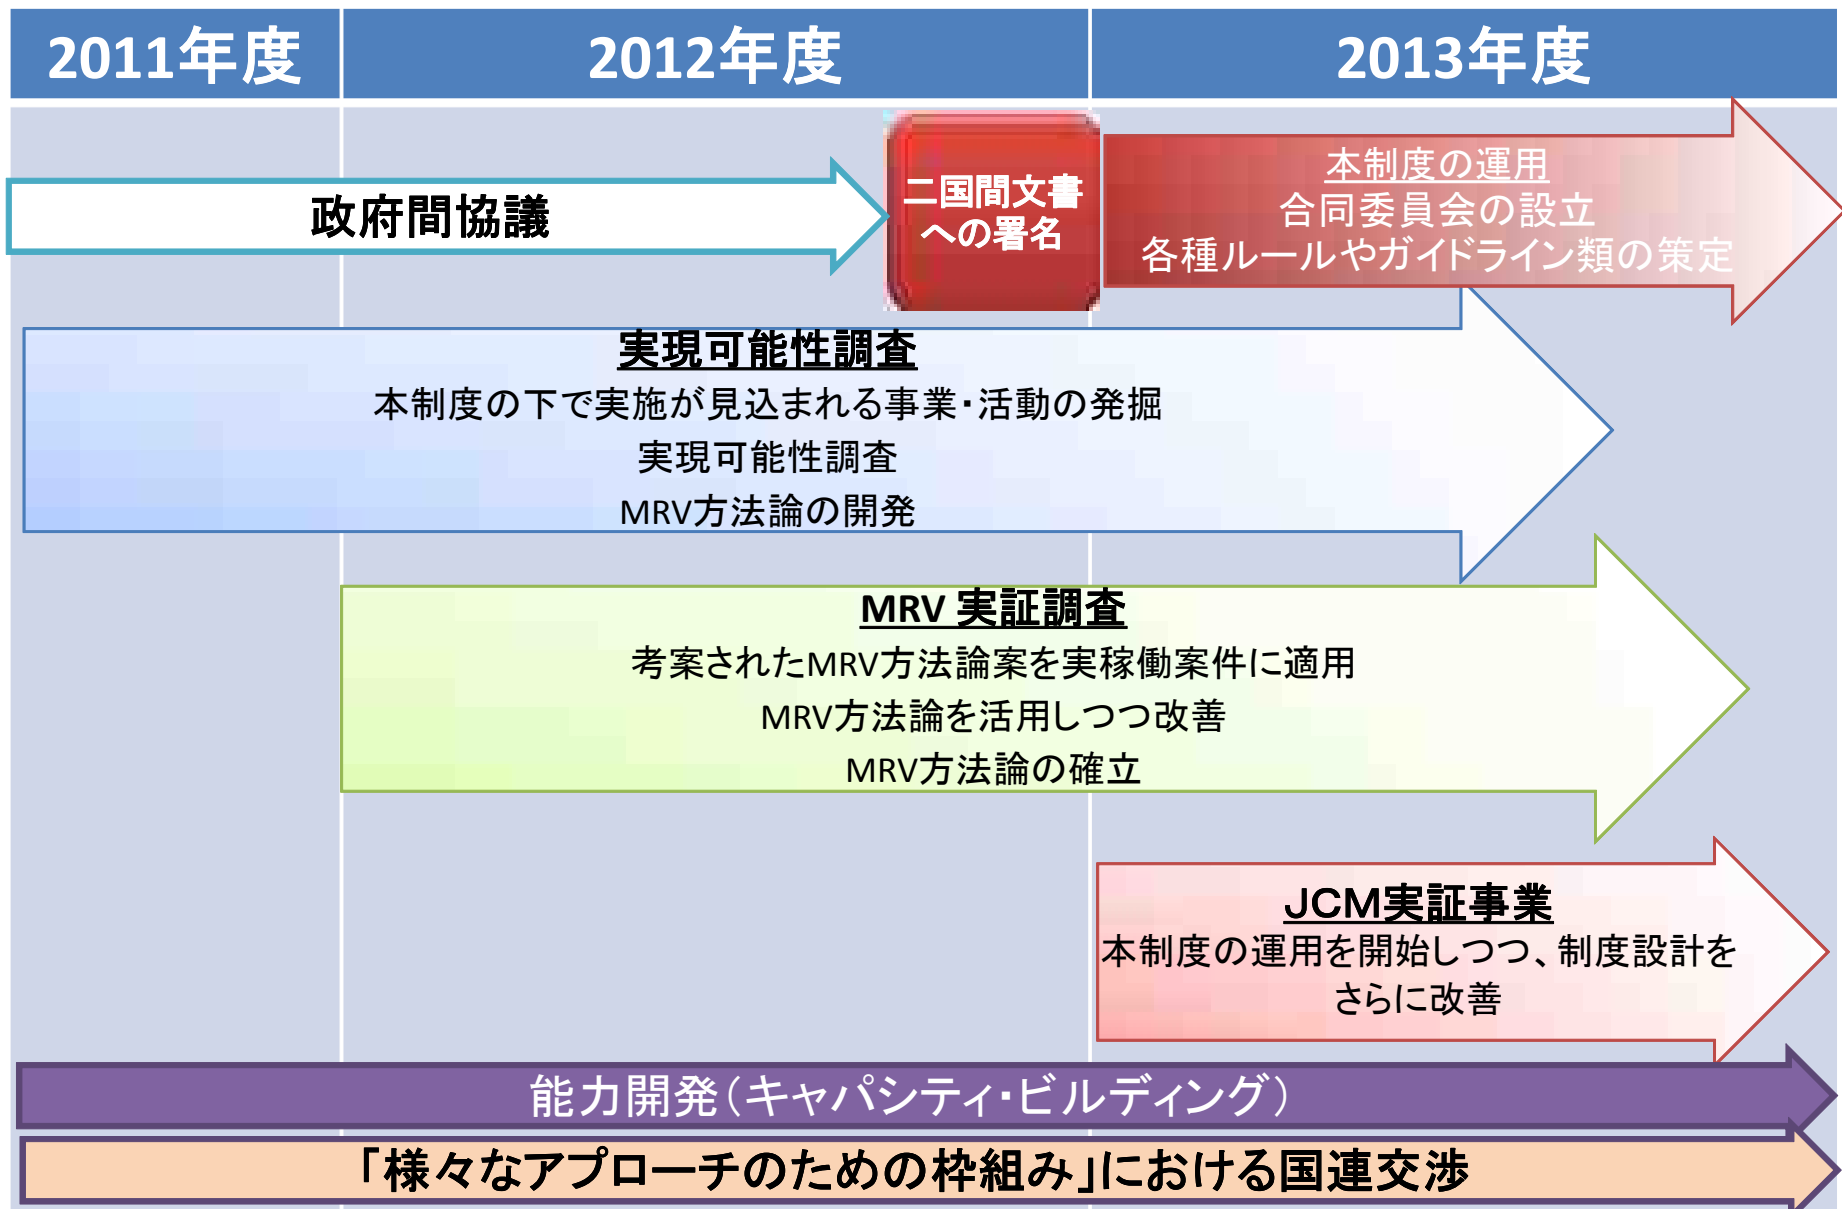 2011年度
2012年度
2013年度
政府間協議
二国間文書
への署名
本制度の運用
合同委員会の設立
各種ルールやガイドライン類の策定
実現可能性調査
本制度の下で実施が見込まれる事業・活動の発掘
実現可能性調査
MRV方法論の開発
MRV 実証調査
考案されたMRV方法論案を実稼働案件に適用
MRV方法論を活用しつつ改善
MRV方法論の確立
JCM実証事業
本制度の運用を開始しつつ、制度設計を
さらに改善
能力開発(キャパシティ・ビルディング)
「様々なアプローチのための枠組み」における国連交渉